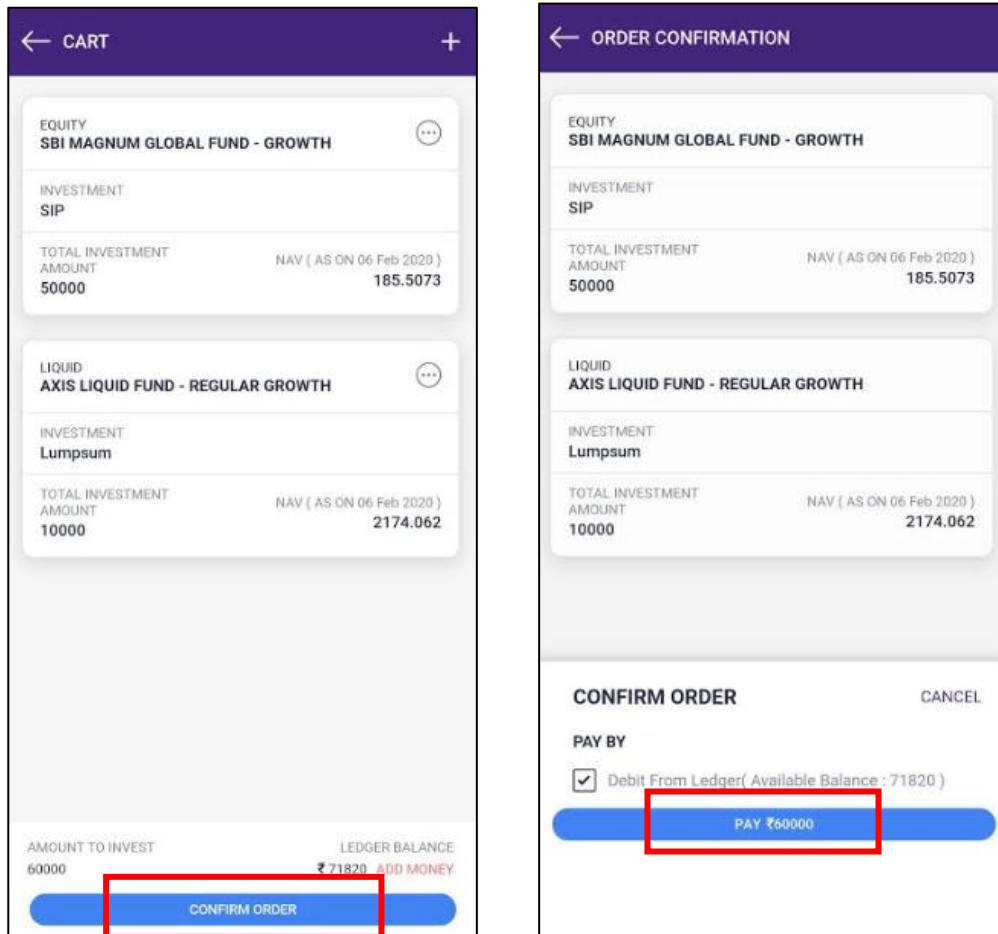 CART
+
EQUITY
SBI MAGNUM GLOBAL FUND - GROWTH
INVESTMENT
SIP
TOTAL INVESTMENT
AMOUNT
50000
NAV ( AS ON 06 Feb 2020 )
185.5073
LIQUID
AXIS LIQUID FUND - REGULAR GROWTH
INVESTMENT
Lumpsum
TOTAL INVESTMENT
AMOUNT
10000
NAV ( AS ON 06 Feb 2020 )
2174.062
AMOUNT TO INVEST
60000
LEDGER BALANCE
₹ 71820 ADD MONEY
CONFIRM ORDER
ORDER CONFIRMATION
EQUITY
SBI MAGNUM GLOBAL FUND - GROWTH
INVESTMENT
SIP
TOTAL INVESTMENT
AMOUNT
50000
NAV ( AS ON 06 Feb 2020 )
185.5073
LIQUID
AXIS LIQUID FUND - REGULAR GROWTH
INVESTMENT
Lumpsum
TOTAL INVESTMENT
AMOUNT
10000
NAV ( AS ON 06 Feb 2020 )
2174.062
CONFIRM ORDER
CANCEL
PAY BY
Debit From Ledger( Available Balance : 71820 )
PAY ₹60000